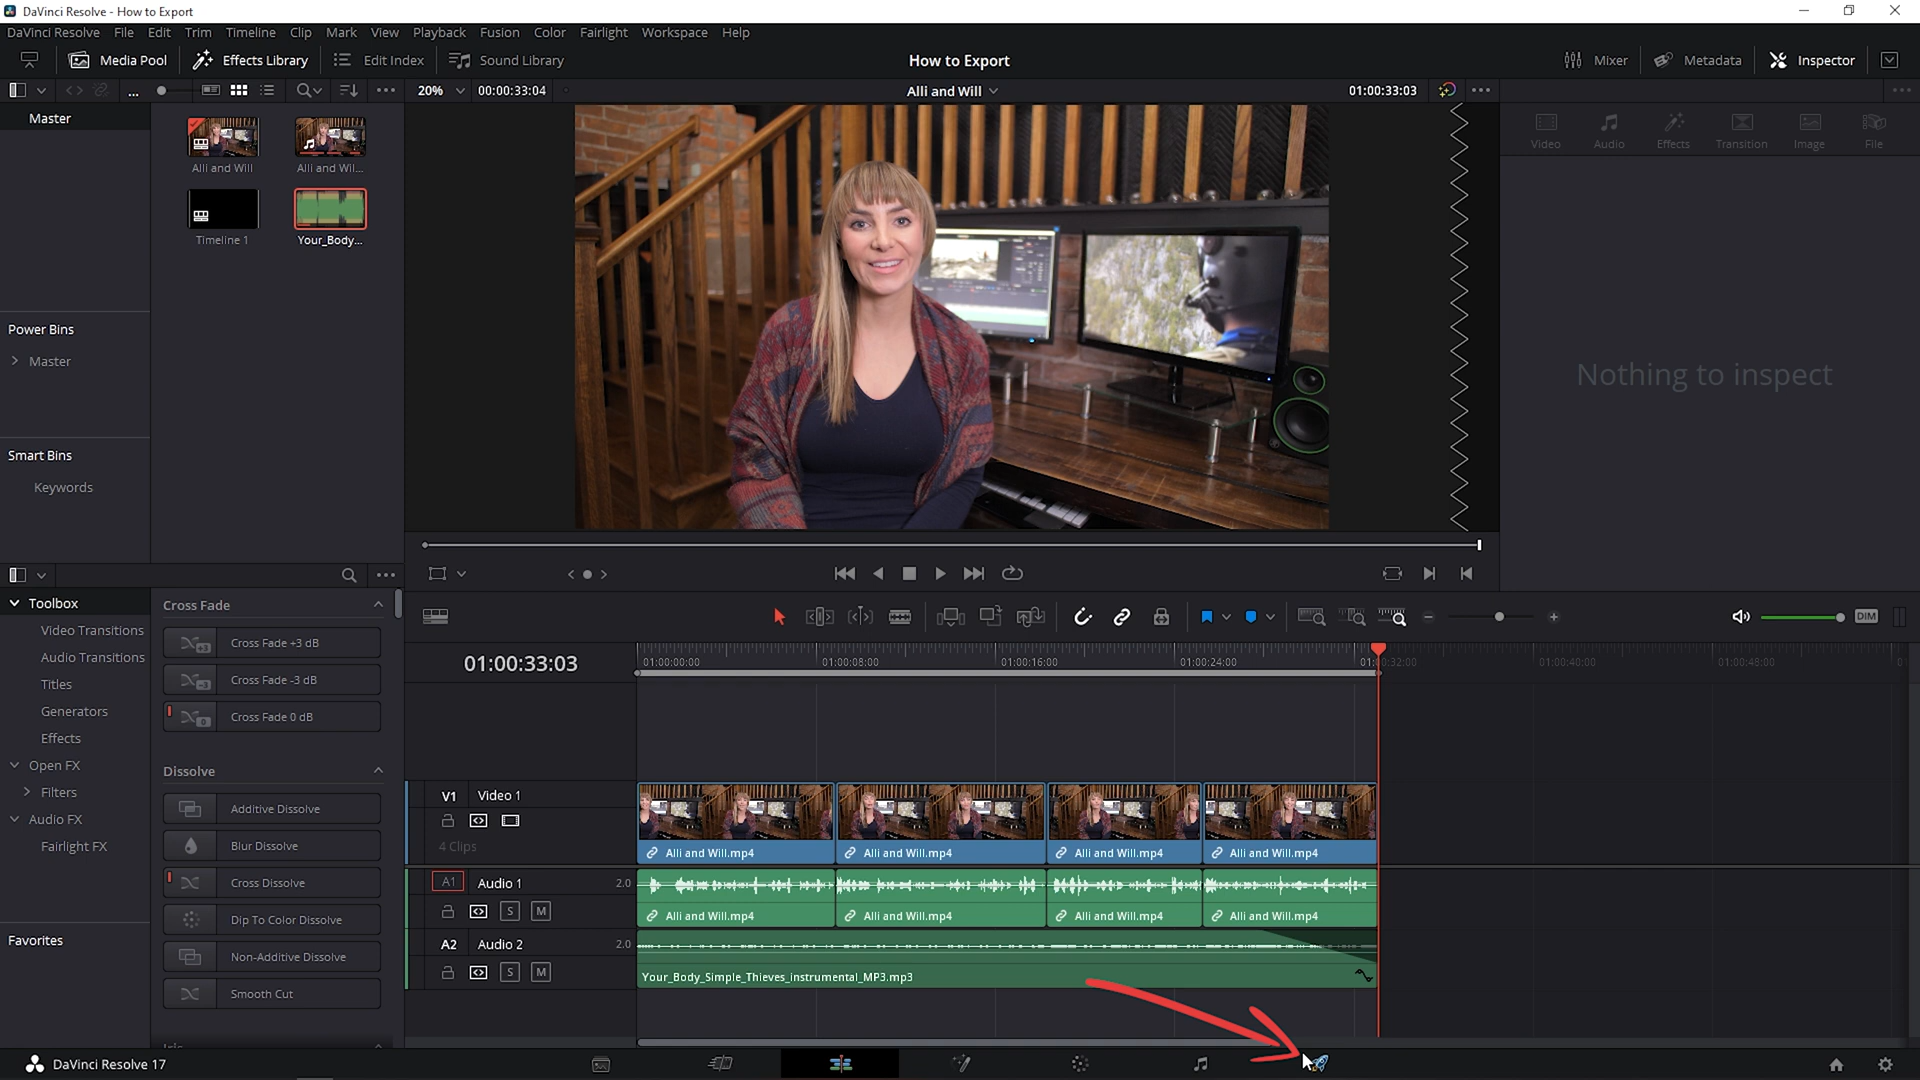 DaVinci Resolve - How to Export
DaVinci Resolve File Edit Trim Timeline Clip Mark View Playback Fusion Color Fairlight Workspace Help
Media Pool Effects Library Edit Index Sound Library How to Export Mixer Metadata Inspector
... 20% 00:00:33:04 Alli and Will 01:00:33:03
Master
Alli and Will Alli and Wil...
Timeline 1 Your_Body...
Video Audio Effects Transition Image File
Nothing to inspect
Power Bins
Master
Smart Bins
Keywords
Toolbox
Video Transitions
Audio Transitions
Titles
Generators
Effects
Open FX
Filters
Audio FX
Fairlight FX
Favorites
Cross Fade
+3 Cross Fade +3 dB
-3 Cross Fade -3 dB
0 Cross Fade 0 dB
Dissolve
Additive Dissolve
Blur Dissolve
Cross Dissolve
Dip To Color Dissolve
Non-Additive Dissolve
Smooth Cut
DIM
01:00:33:03 01:00:00:00 01:00:08:00 01:00:16:00 01:00:24:00 01:00:32:00 01:00:40:00 01:00:48:00
V1 Video 1
4 Clips
Alli and Will.mp4 Alli and Will.mp4 Alli and Will.mp4 Alli and Will.mp4
A1 Audio 1 2.0
S M
Alli and Will.mp4 Alli and Will.mp4 Alli and Will.mp4 Alli and Will.mp4
A2 Audio 2 2.0
S M
Your_Body_Simple_Thieves_instrumental_MP3.mp3
DaVinci Resolve 17